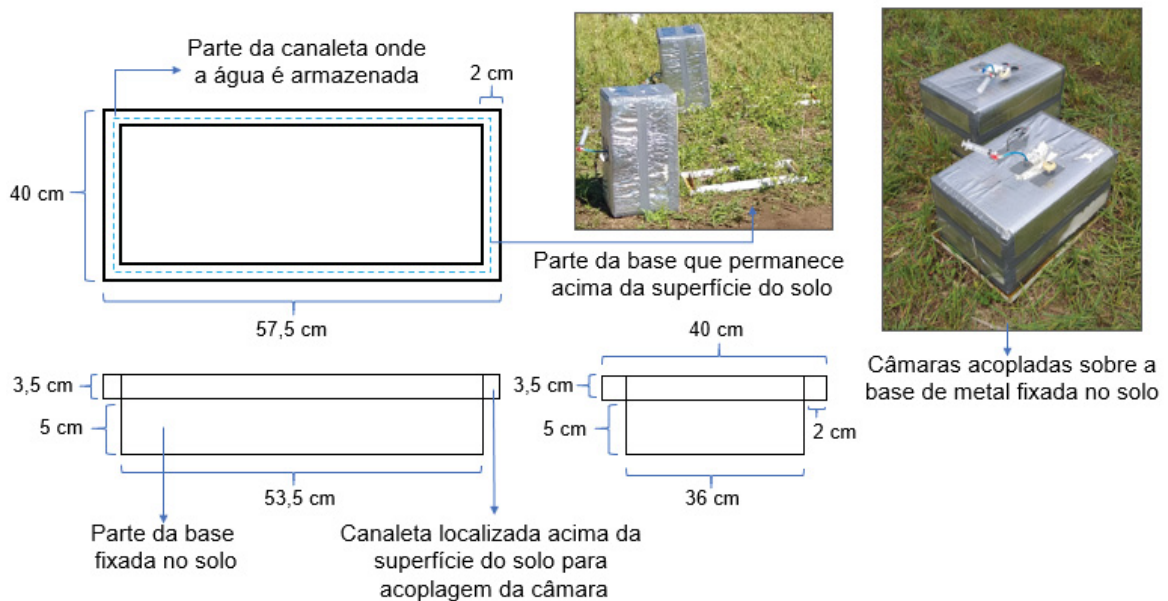 Parte da canaleta onde
a água é armazenada
2 cm
40 cm
57,5 cm
Parte da base que permanece
acima da superfície do solo
Câmaras acopladas sobre a
base de metal fixada no solo
3,5 cm
5 cm
53,5 cm
40 cm
3,5 cm
5 cm
2 cm
36 cm
Parte da base
fixada no solo
Canaleta localizada acima da
superfície do solo para
acoplagem da câmara